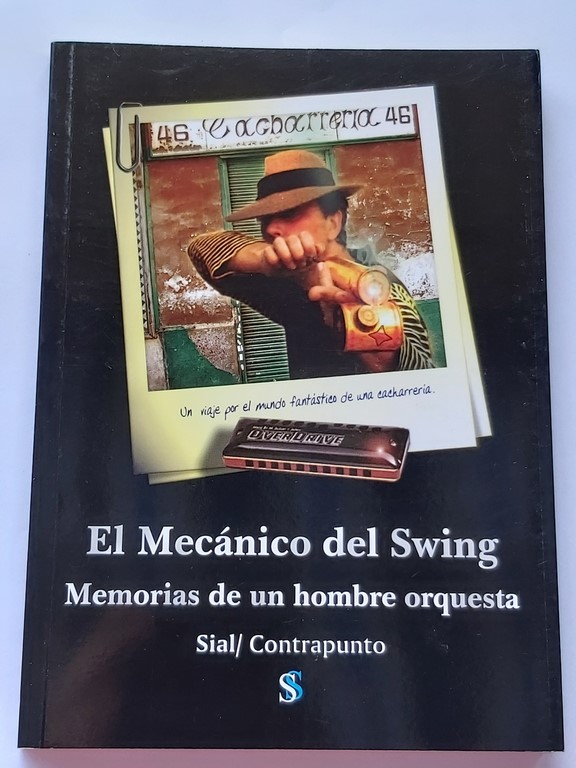 46 Cacharrería 46
Un viaje por el mundo fantástico de una cacharrería.
OVERDRIVE
El Mecánico del Swing
Memorias de un hombre orquesta
Sial/ Contrapunto
S